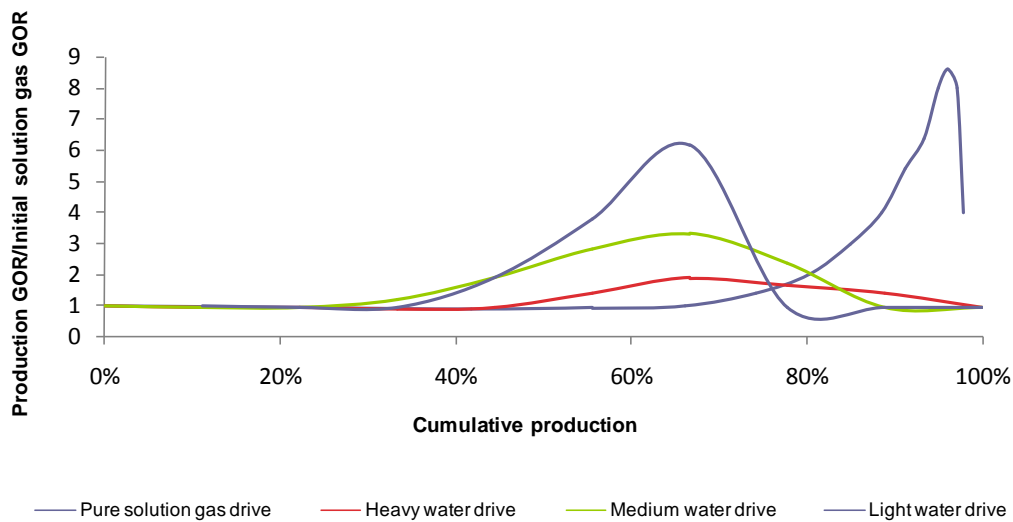 Production GOR/Initial solution gas GOR
9
8
7
6
5
4
3
2
1
0
0% 20% 40% 60% 80% 100%
Cumulative production
Pure solution gas drive Heavy water drive Medium water drive Light water drive